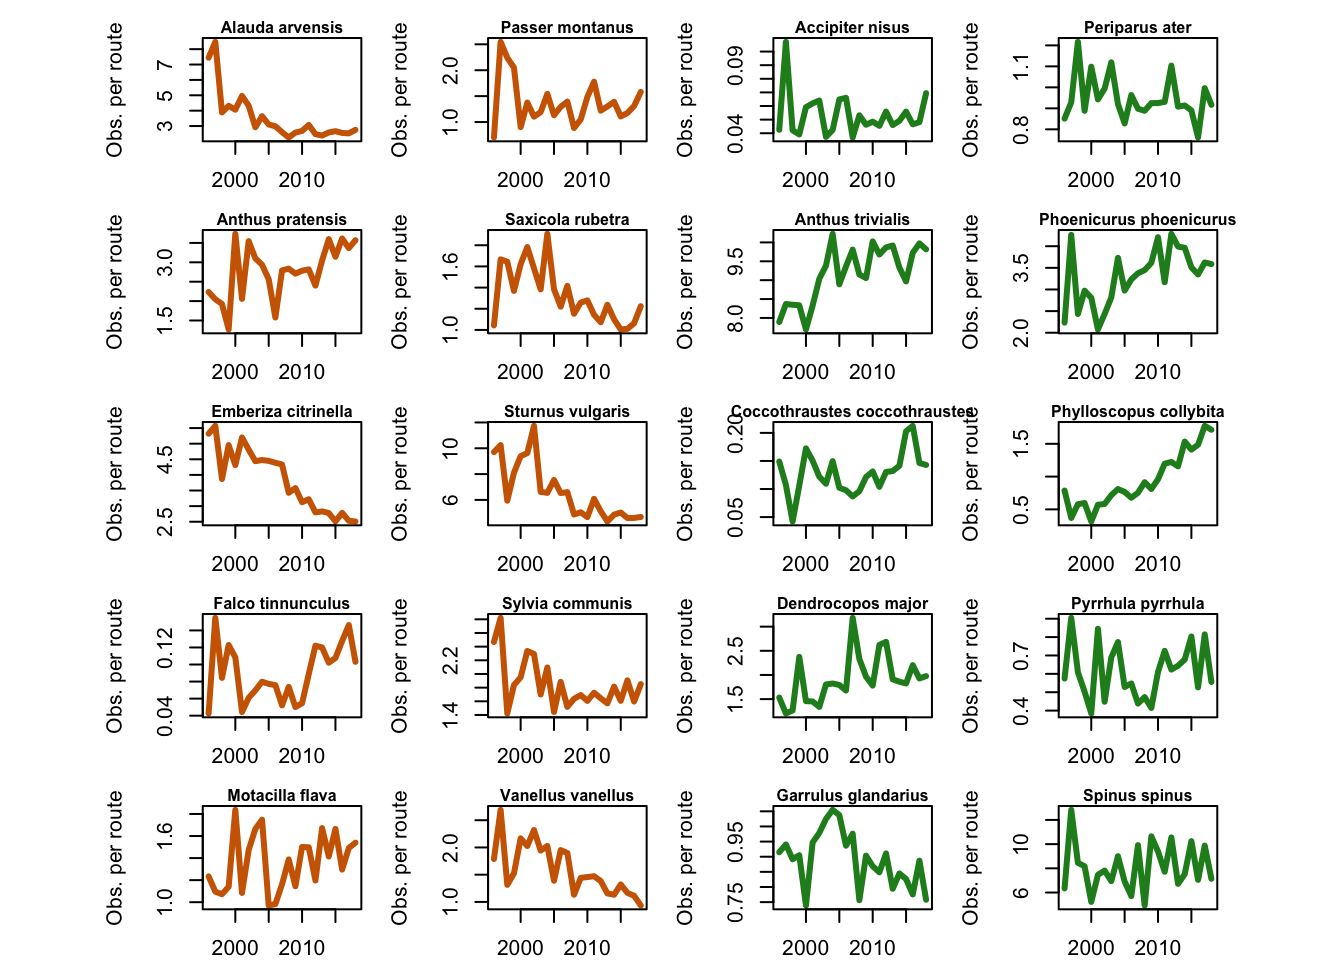 Alauda arvensis
Obs. per route
3 5 7
2000 2010
Passer montanus
Obs. per route
1.0 2.0
2000 2010
Accipiter nisus
Obs. per route
0.04 0.09
2000 2010
Periparus ater
Obs. per route
0.8 1.1
2000 2010
Anthus pratensis
Obs. per route
1.5 3.0
2000 2010
Saxicola rubetra
Obs. per route
1.0 1.6
2000 2010
Anthus trivialis
Obs. per route
8.0 9.5
2000 2010
Phoenicurus phoenicurus
Obs. per route
2.0 3.5
2000 2010
Emberiza citrinella
Obs. per route
2.5 4.5
2000 2010
Sturnus vulgaris
Obs. per route
6 10
2000 2010
Coccothraustes coccothraustes
Obs. per route
0.05 0.20
2000 2010
Phylloscopus collybita
Obs. per route
0.5 1.5
2000 2010
Falco tinnunculus
Obs. per route
0.04 0.12
2000 2010
Sylvia communis
Obs. per route
1.4 2.2
2000 2010
Dendrocopos major
Obs. per route
1.5 2.5
2000 2010
Pyrrhula pyrrhula
Obs. per route
0.4 0.7
2000 2010
Motacilla flava
Obs. per route
1.0 1.6
2000 2010
Vanellus vanellus
Obs. per route
1.0 2.0
2000 2010
Garrulus glandarius
Obs. per route
0.75 0.95
2000 2010
Spinus spinus
Obs. per route
6 10
2000 2010